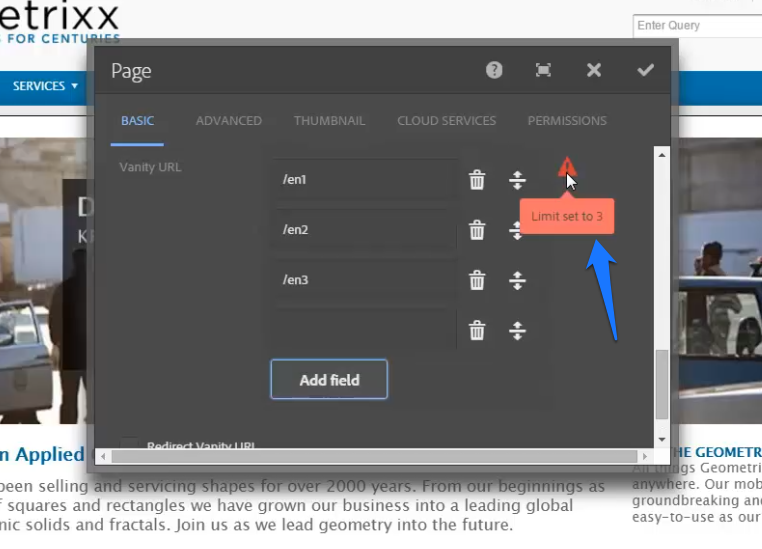 etrixx
FOR CENTURIES
Enter Query
SERVICES
Page
BASIC ADVANCED THUMBNAIL CLOUD SERVICES PERMISSIONS
Vanity URL
/en1
Limit set to 3
/en2
/en3
Add field
Redirect Vanity URL
n Applied
HE GEOMETR
All things Geometri
been selling and servicing shapes for over 2000 years. From our beginnings as
anywhere. Our mob
f squares and rectangles we have grown our business into a leading global
groundbreaking and
nic solids and fractals. Join us as we lead geometry into the future.
easy-to-use as our